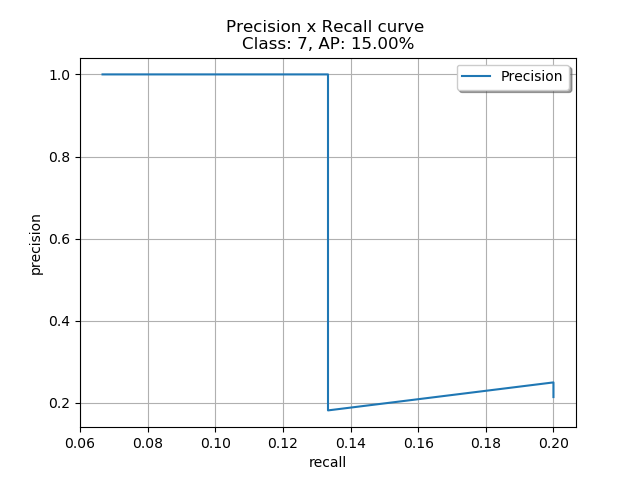 Precision x Recall curve
Class: 7, AP: 15.00%
Precision
1.0
0.8
0.6
0.4
0.2
precision
0.06 0.08 0.10 0.12 0.14 0.16 0.18 0.20
recall